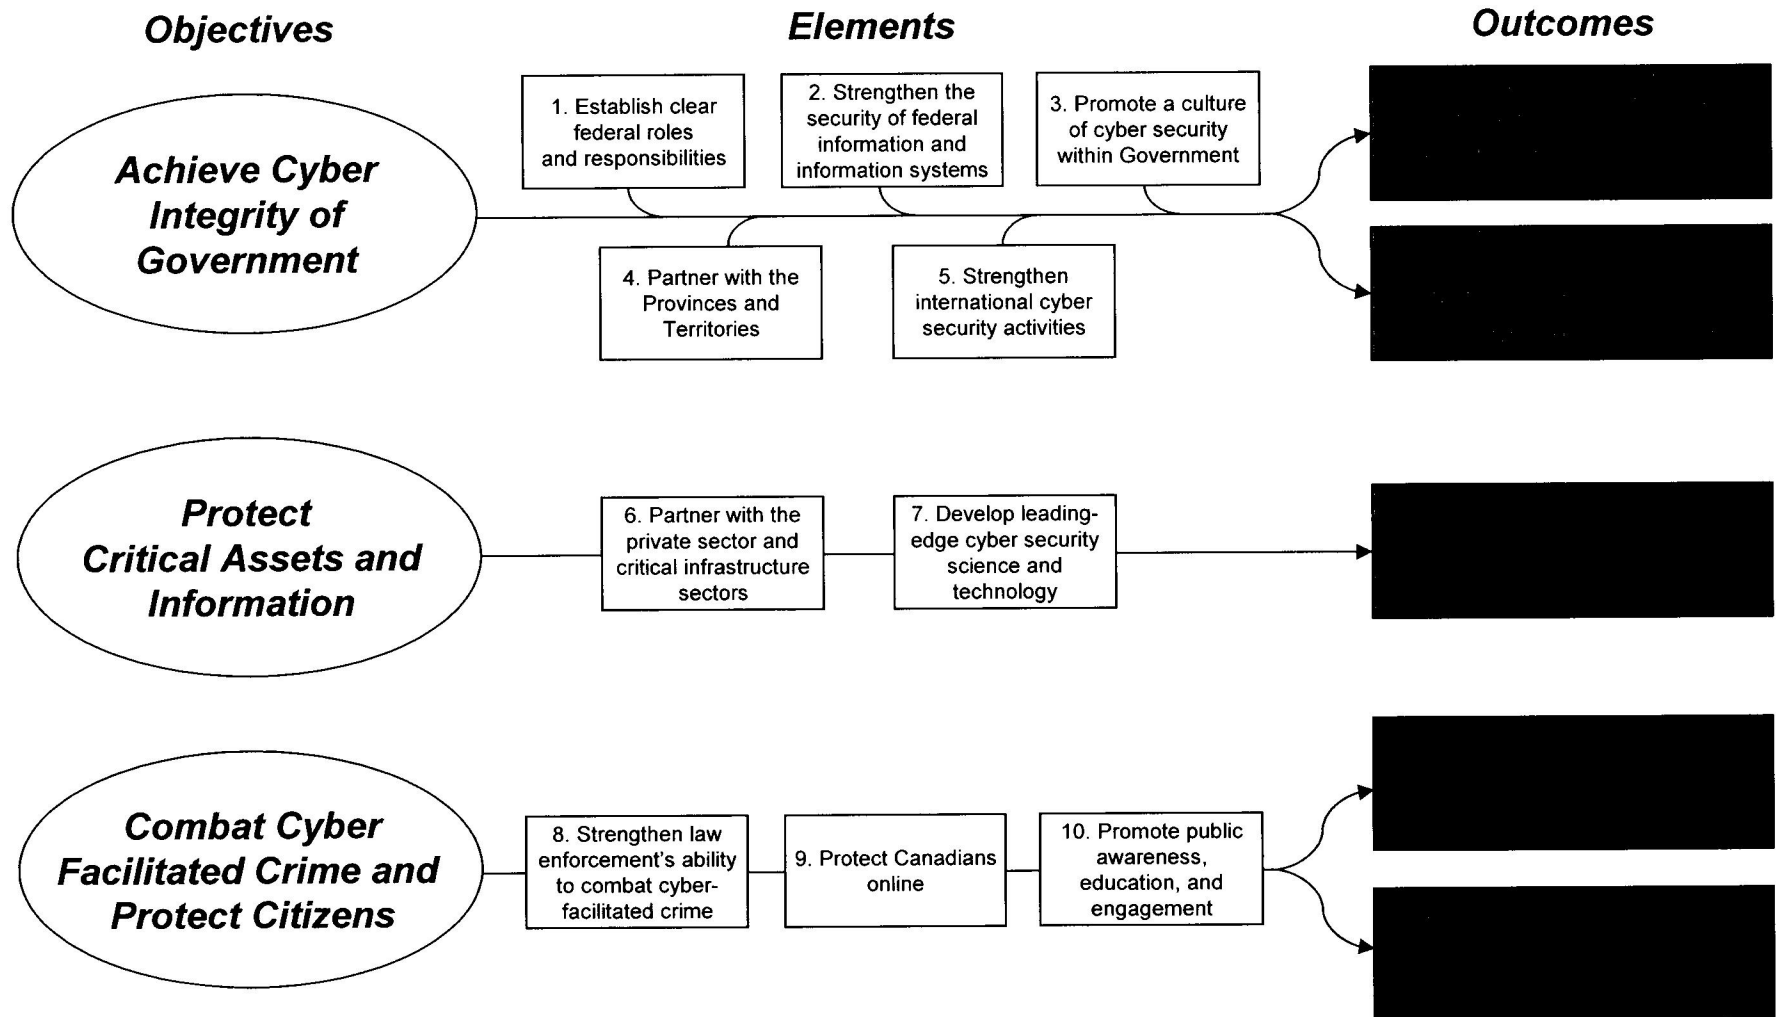 Objectives
Elements
Outcomes
Achieve Cyber
Integrity of
Government
1. Establish clear
federal roles
and responsibilities
2. Strengthen the
security of federal
information and
information systems
3. Promote a culture
of cyber security
within Government
4. Partner with the
Provinces and
Territories
5. Strengthen
international cyber
security activities
Protect
Critical Assets and
Information
6. Partner with the
private sector and
critical infrastructure
sectors
7. Develop leading-
edge cyber security
science and
technology
Combat Cyber
Facilitated Crime and
Protect Citizens
8. Strengthen law
enforcement's ability
to combat cyber-
facilitated crime
9. Protect Canadians
online
10. Promote public
awareness,
education, and
engagement